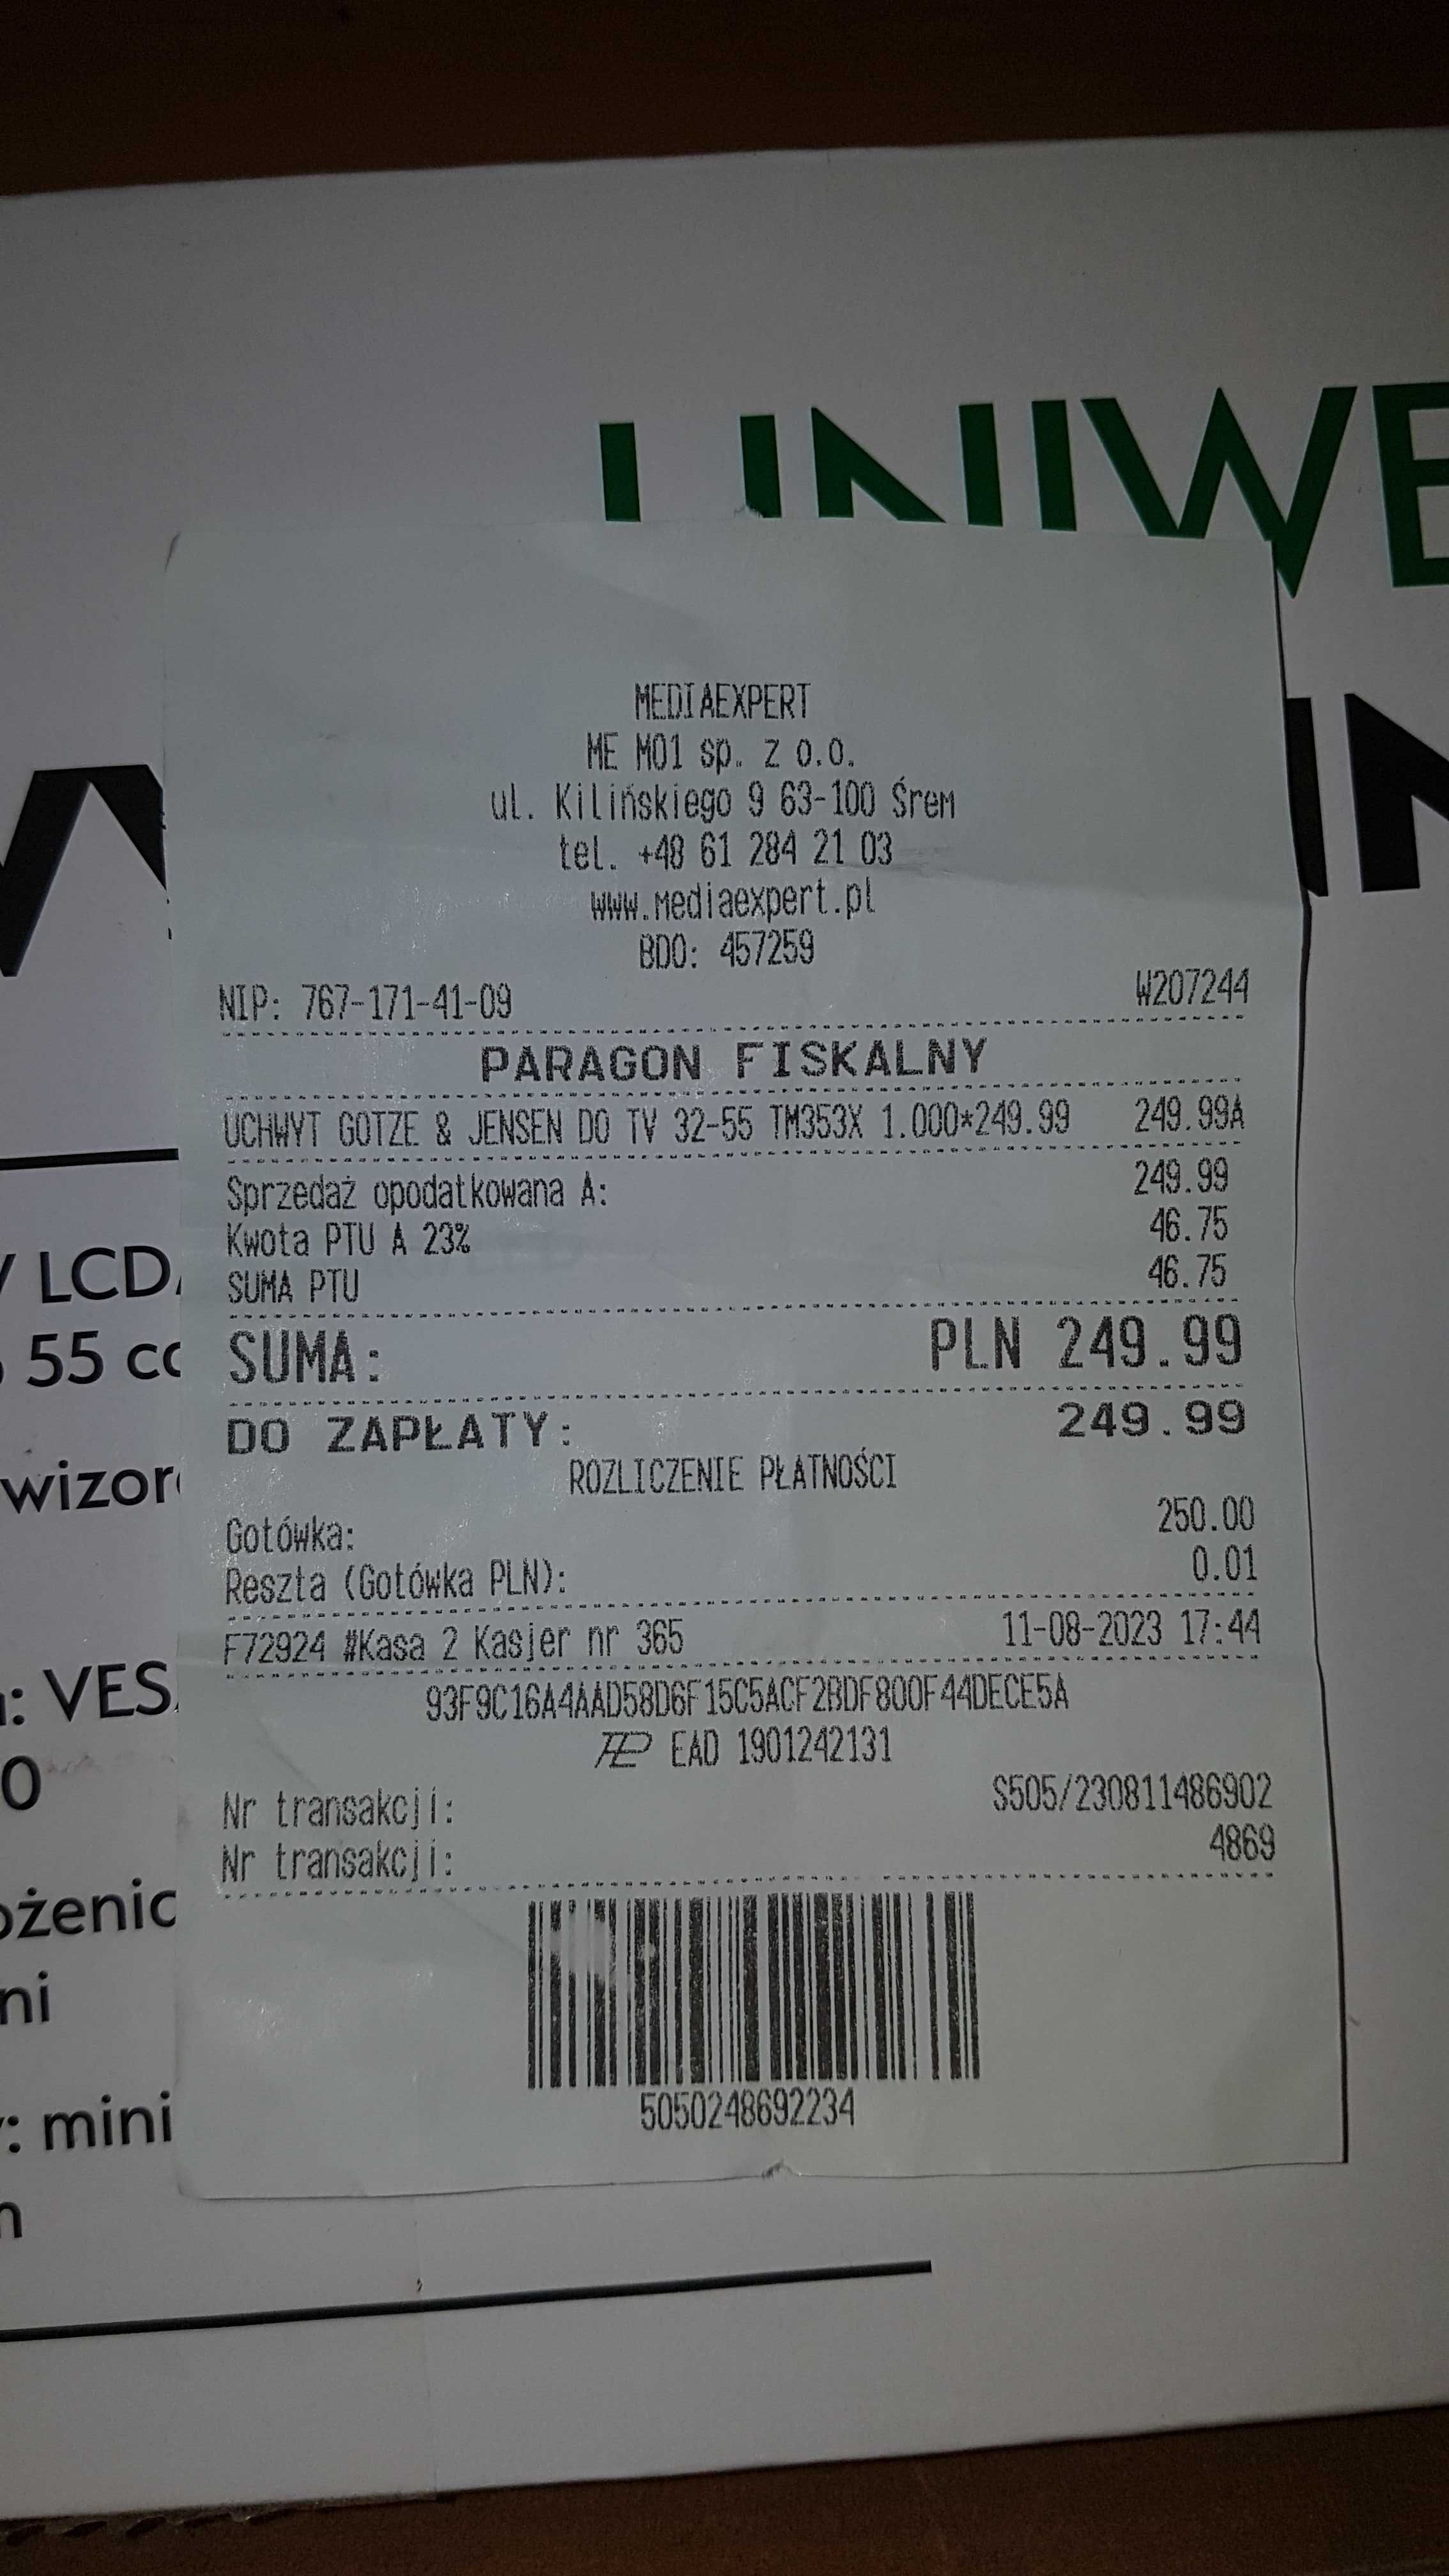 UNIWE
MEDIAEXPERT
ME M01 sp. z o.o.
ul. Kilińskiego 9 63-100 Śrem
tel. +48 61 284 21 03
www.mediaexpert.pl
BDO: 457259
NIP: 767-171-41-09 W207244
PARAGON FISKALNY
UCHWYT GOTZE & JENSEN DO TV 32-55 TM353X 1.000*249.99 249.99A
Sprzedaż opodatkowana A: 249.99
Kwota PTU A 23% 46.75
SUMA PTU 46.75
SUMA: PLN 249.99
DO ZAPŁATY: 249.99
ROZLICZENIE PŁATNOŚCI
Gotówka: 250.00
Reszta (Gotówka PLN): 0.01
F72924 #Kasa 2 Kasjer nr 365 11-08-2023 17:44
93F9C16A4AAD58D6F15C5ACF2BDF800F44DECE5A
EAD 1901242131
Nr transakcji: S505/230811486902
Nr transakcji: 4869
5050248692234
LCD
55 cc
wizor
: VES
0
ożenic
ni
: mini